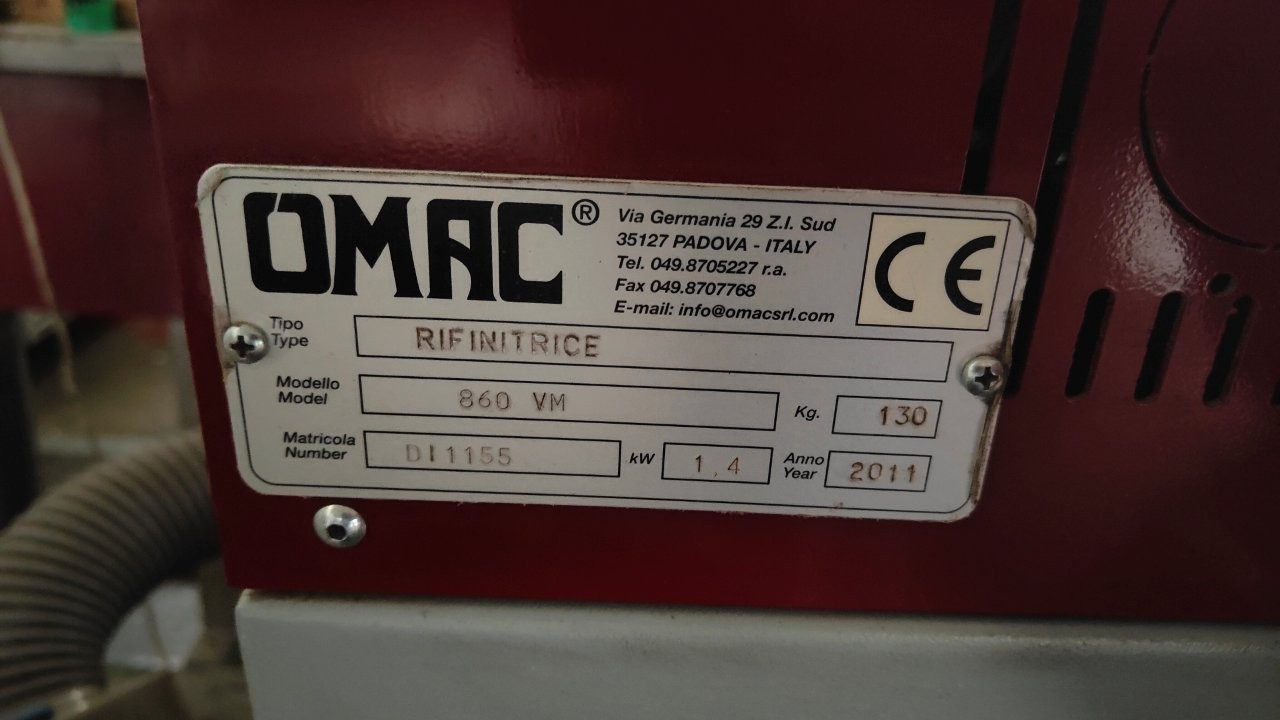 OMAC®
Via Germania 29 Z.I. Sud
35127 PADOVA - ITALY
Tel. 049.8705227 r.a.
Fax 049.8707768
E-mail: info@omacsrl.com
CE
Tipo
Type
RIFINITRICE
Modello
Model
860 VM
Kg.
130
Matricola
Number
DI1155
kW
1,4
Anno
Year
2011